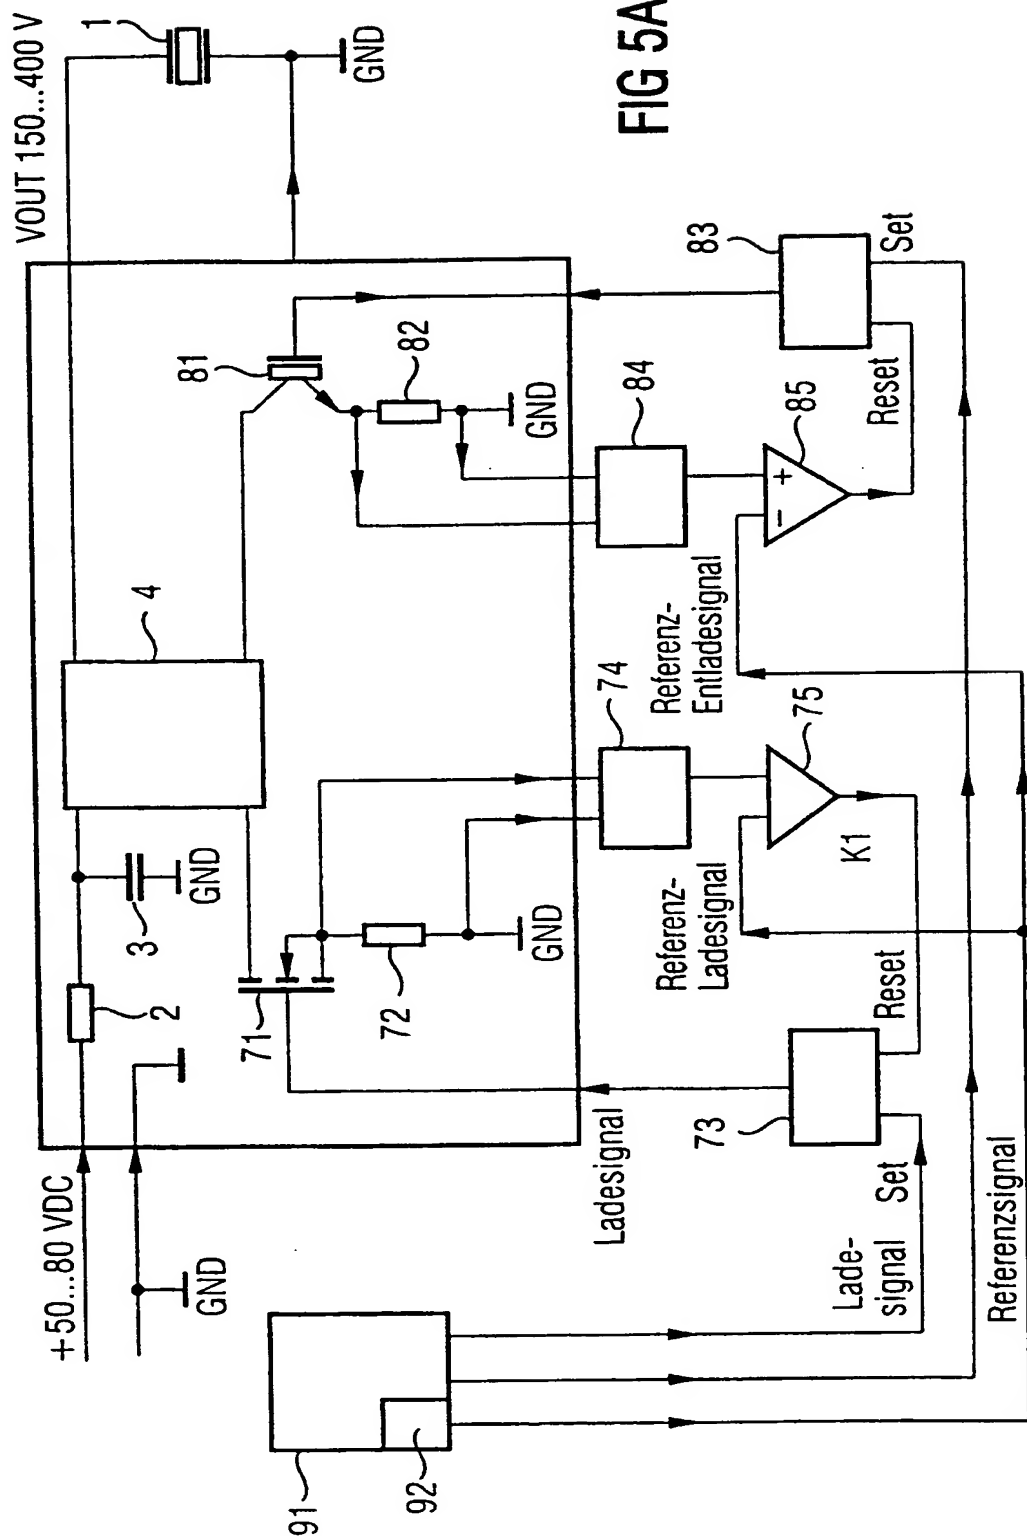 +50...80 VDC
GND
VOUT 150...400 V
1
GND
2
3
GND
4
71
72
GND
81
82
GND
Ladesignal
73
Set
Reset
Lade-
signal
Referenz-
Ladesignal
74
75
K1
Referenz-
Entladesignal
84
85
-
+
Reset
83
Set
91
92
Referenzsignal
FIG 5A